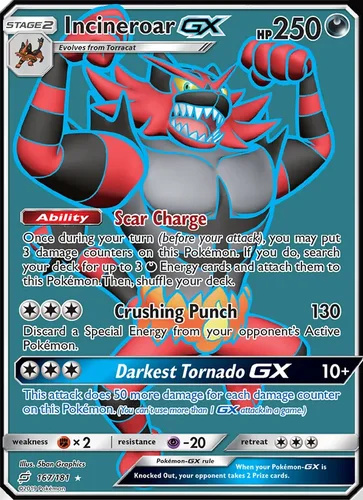 STAGE2 Incineroar GX HP250
Evolves from Torracat
Ability Scar Charge
Once during your turn (before your attack), you may put
3 damage counters on this Pokémon. If you do, search
your deck for up to 3 Energy cards and attach them to
this Pokémon. Then, shuffle your deck.
Crushing Punch 130
Discard a Special Energy from your opponent's Active
Pokémon.
Darkest Tornado GX 10+
This attack does 50 more damage for each damage counter
on this Pokémon. (You can't use more than 1 GX attack in a game.)
weakness ×2 resistance -20 retreat
Illus. 5ban Graphics
Pokémon-GX rule
When your Pokémon-GX is
Knocked Out, your opponent takes 2 Prize cards.
167/181
©2019 Pokémon